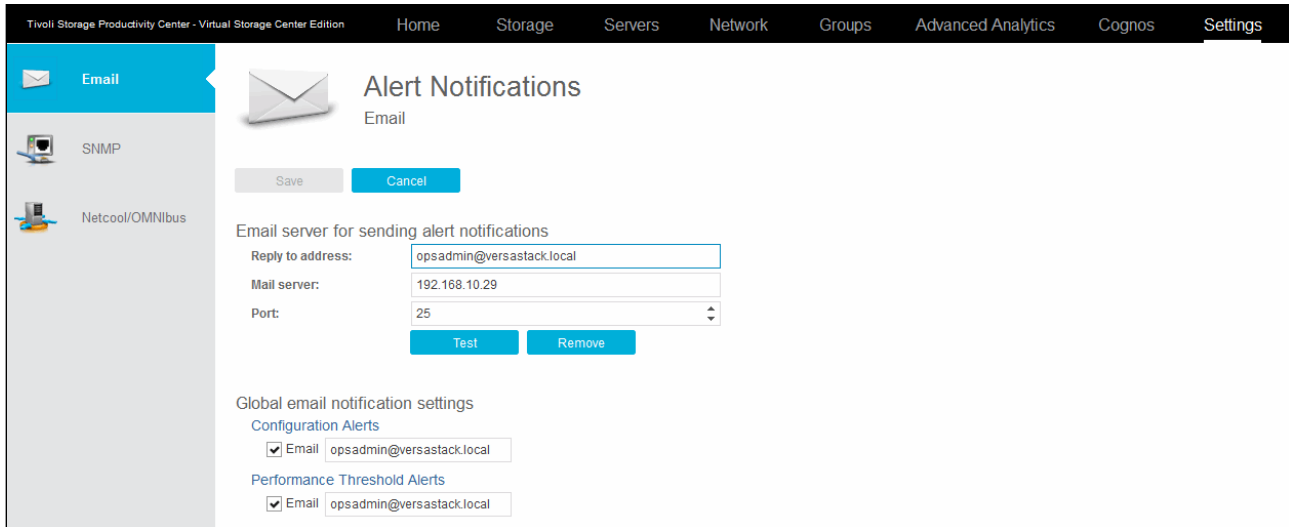 Tivoli Storage Productivity Center - Virtual Storage Center Edition Home Storage Servers Network Groups Advanced Analytics Cognos Settings
Email
SNMP
Netcool/OMNIbus
Alert Notifications
Email
Save Cancel
Email server for sending alert notifications
Reply to address: opsadmin@versastack.local
Mail server: 192.168.10.29
Port: 25
Test Remove
Global email notification settings
Configuration Alerts
Email opsadmin@versastack.local
Performance Threshold Alerts
Email opsadmin@versastack.local